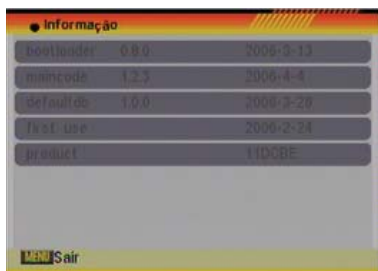 Informação
bootloader 0.8.0 2006-3-13
maincode 1.2.3 2006-4-4
defaultdb 1.0.0 2006-3-28
first use 2006-2-24
product 11DCBE
MENU Sair